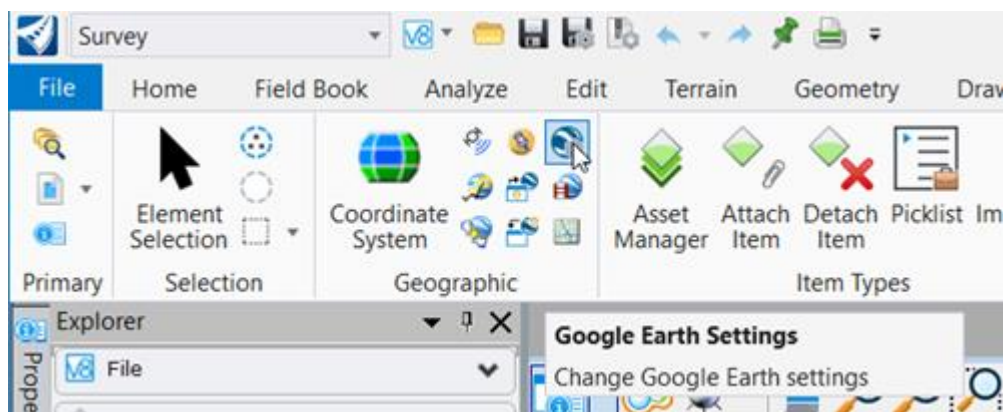 Survey
File Home Field Book Analyze Edit Terrain Geometry
Element Selection
Coordinate System
Asset Manager
Attach Item
Detach Item
Picklist
Primary Selection Geographic Item Types
Explorer
File
Google Earth Settings
Change Google Earth settings